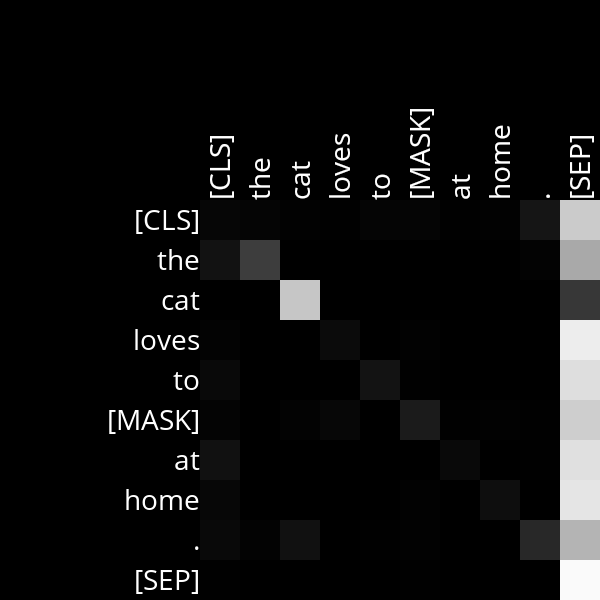 [CLS] the cat loves to [MASK] at home . [SEP]
[CLS]
the
cat
loves
to
[MASK]
at
home
.
[SEP]